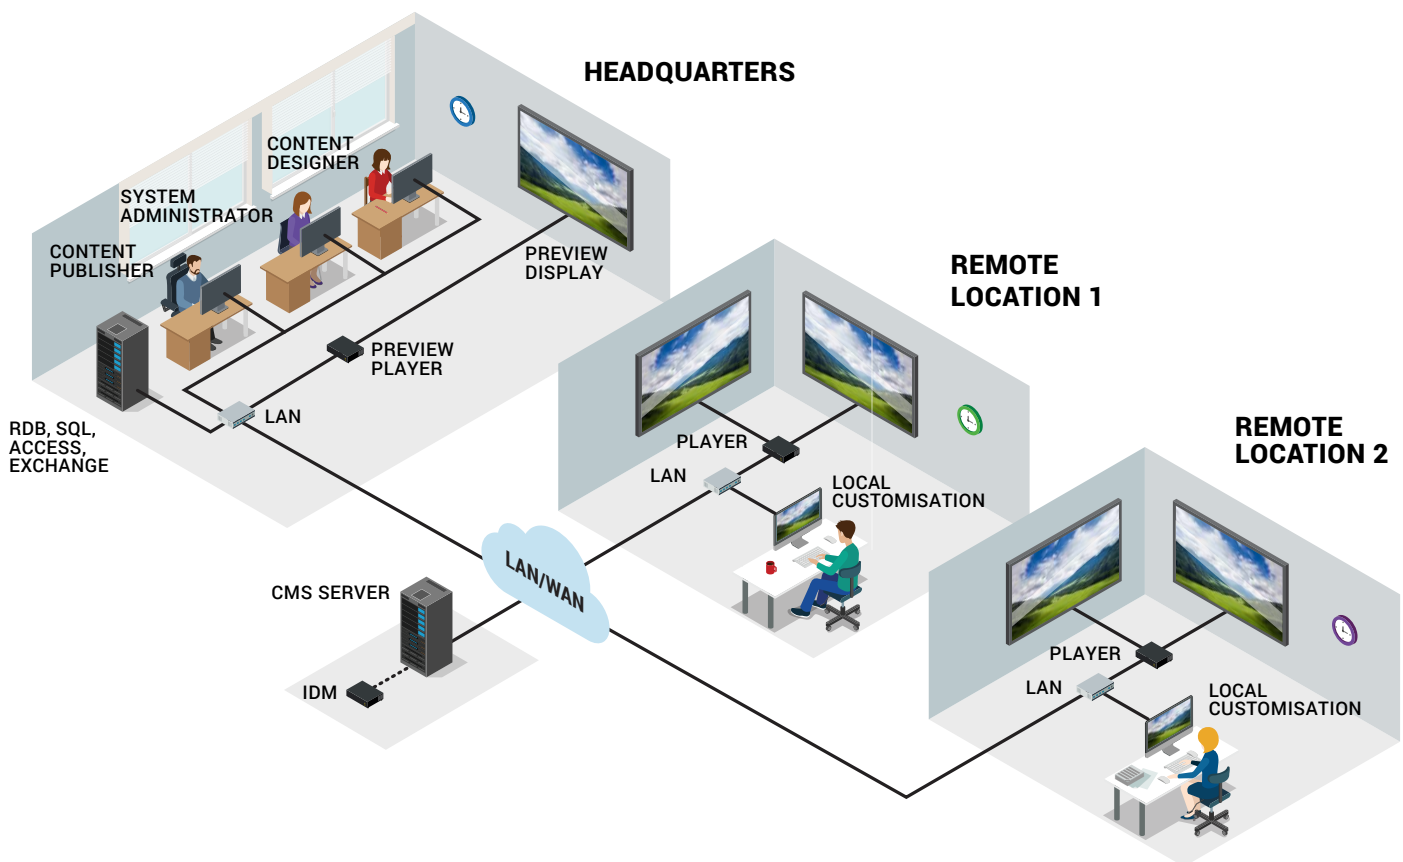 HEADQUARTERS
CONTENT
DESIGNER
SYSTEM
ADMINISTRATOR
CONTENT
PUBLISHER
PREVIEW
DISPLAY
PREVIEW
PLAYER
LAN
RDB, SQL,
ACCESS,
EXCHANGE
REMOTE
LOCATION 1
PLAYER
LAN
LOCAL
CUSTOMISATION
REMOTE
LOCATION 2
PLAYER
LAN
LOCAL
CUSTOMISATION
LAN/WAN
CMS SERVER
IDM